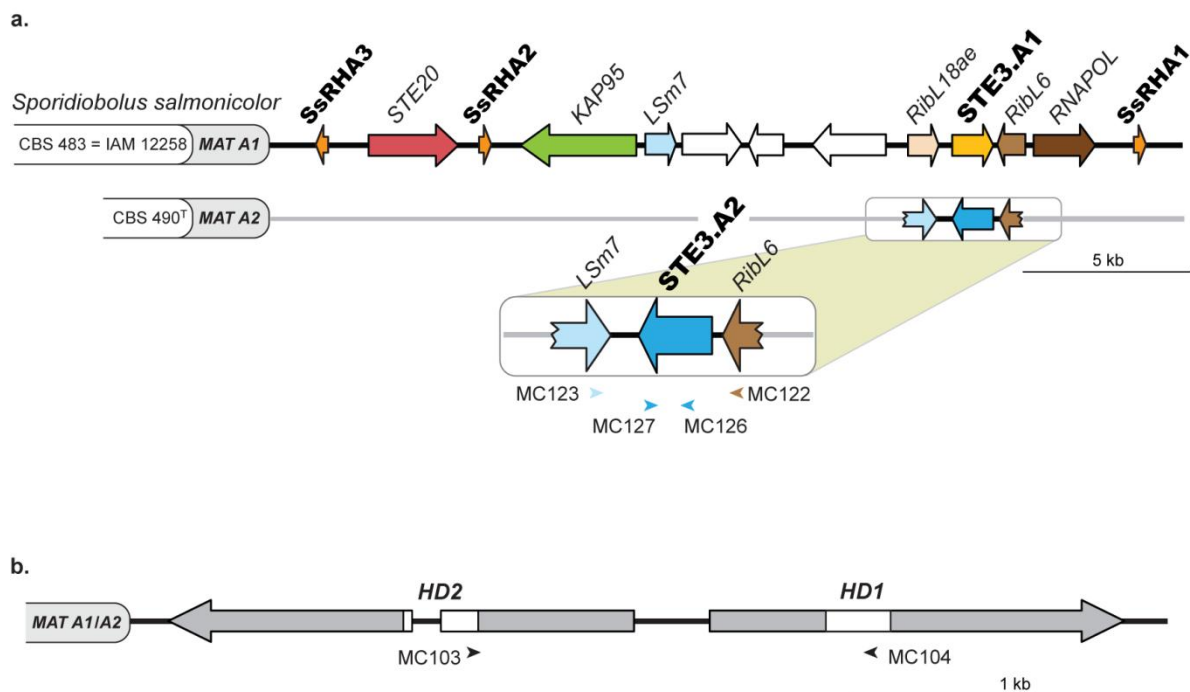 a.
Sporidiobolus salmonicolor
SsRHA3
STE20
SsRHA2
KAP95
LSm7
RibL18ae
STE3.A1
RibL6
RNAPOL
SsRHA1
CBS 483 = IAM 12258 MAT A1
CBS 490T MAT A2
5 kb
LSm7
STE3.A2
RibL6
MC123
MC122
MC127
MC126
b.
HD2
HD1
MAT A1/A2
MC103
MC104
1 kb